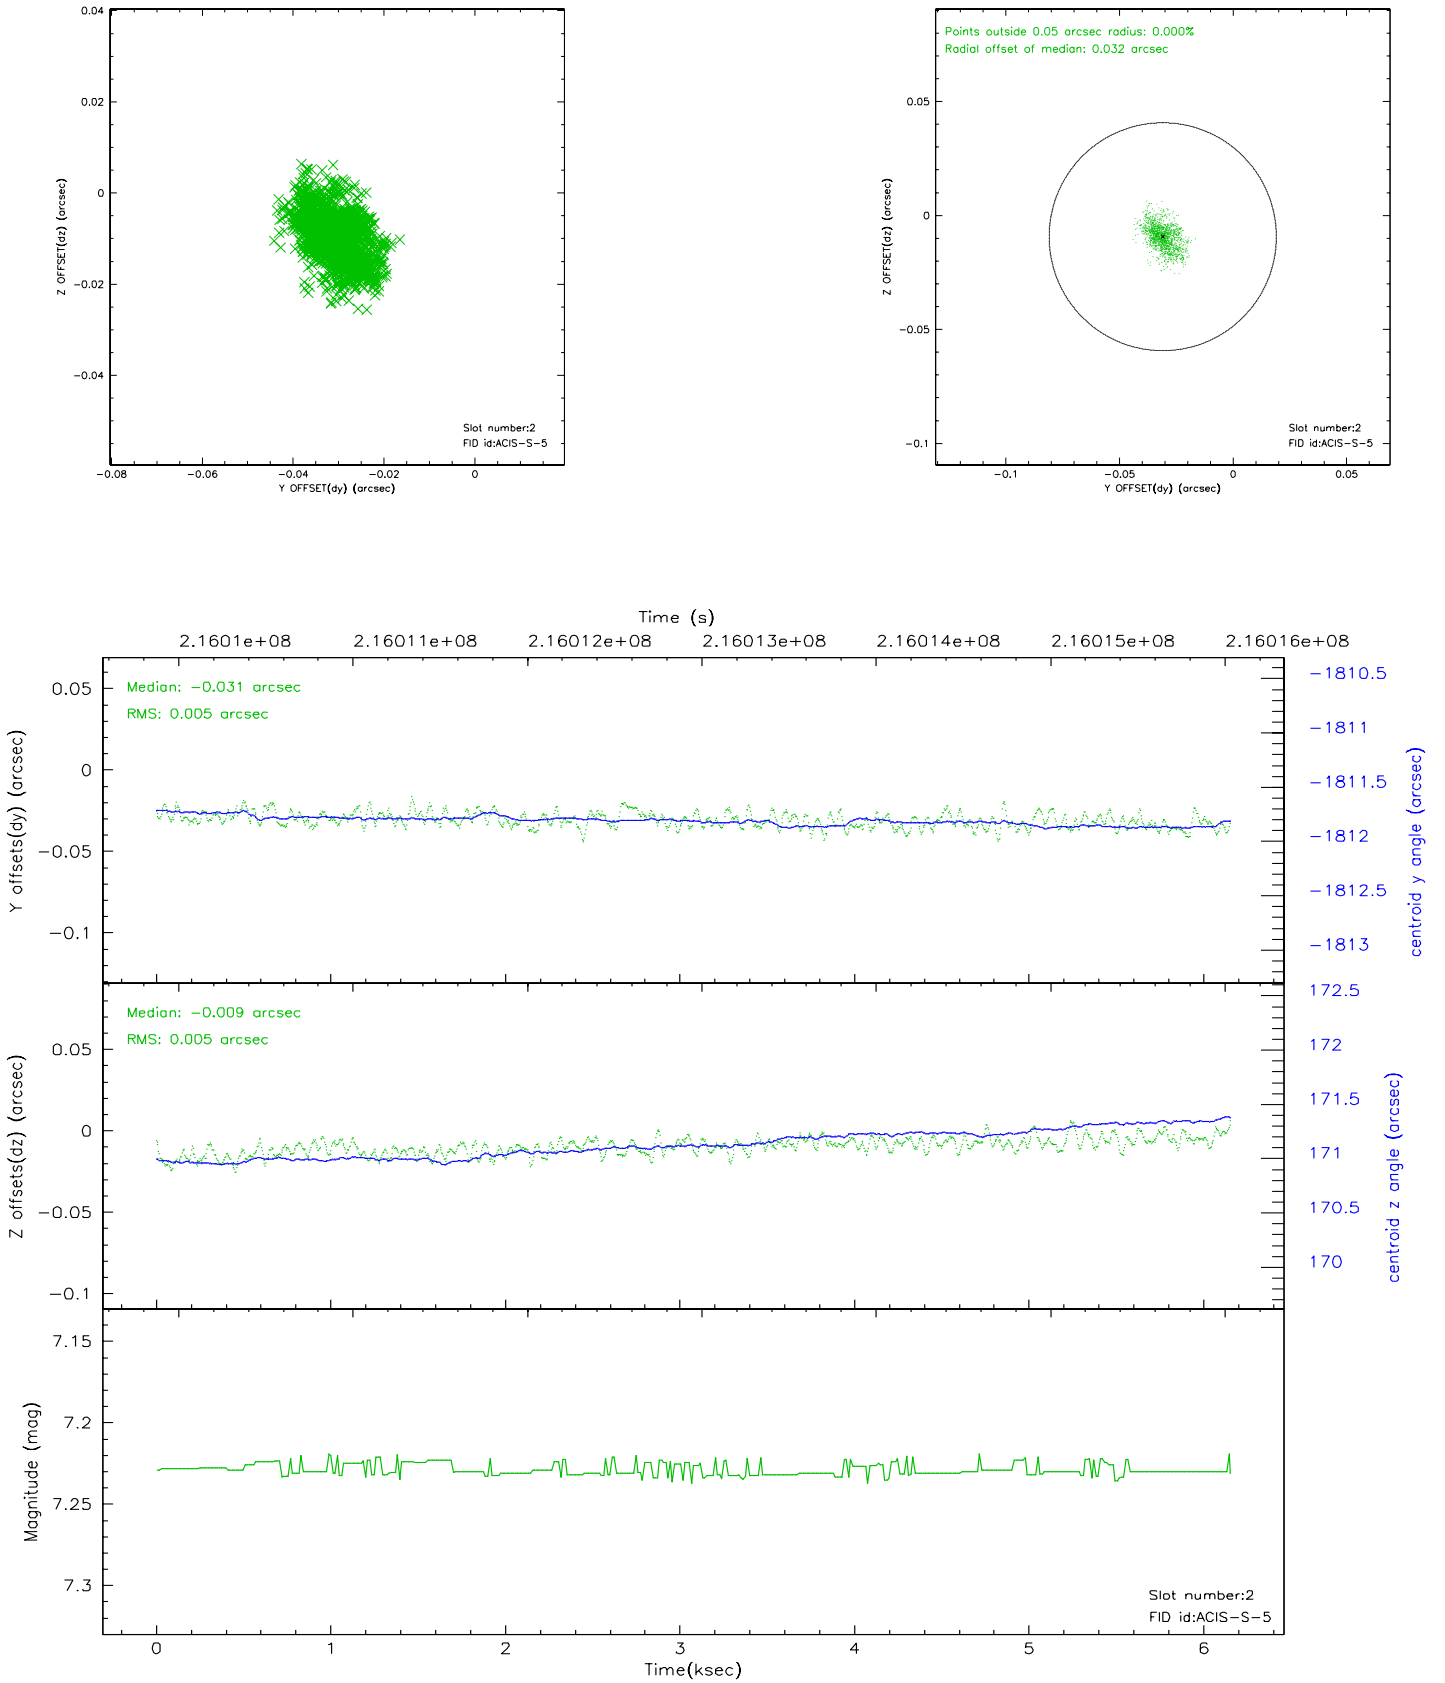 0.04
0.02
0
−0.02
−0.04
Z OFFSET(dz) (arcsec)
Slot number:2
FID id:ACIS−S−5
−0.08 −0.06 −0.04 −0.02 0
Y OFFSET(dy) (arcsec)
Points outside 0.05 arcsec radius: 0.000%
Radial offset of median: 0.032 arcsec
0.05
0
−0.05
−0.1
Z OFFSET(dz) (arcsec)
Slot number:2
FID id:ACIS−S−5
−0.1 −0.05 0 0.05
Y OFFSET(dy) (arcsec)
Time (s)
2.1601e+08 2.16011e+08 2.16012e+08 2.16013e+08 2.16014e+08 2.16015e+08 2.16016e+08
Median: −0.031 arcsec
RMS: 0.005 arcsec
0.05
0
−0.05
−0.1
Y offsets(dy) (arcsec)
−1810.5
−1811
−1811.5
−1812
−1812.5
−1813
centroid y angle (arcsec)
Median: −0.009 arcsec
RMS: 0.005 arcsec
0.05
0
−0.05
−0.1
Z offsets(dz) (arcsec)
172.5
172
171.5
171
170.5
170
centroid z angle (arcsec)
7.15
7.2
7.25
7.3
Magnitude (mag)
Slot number:2
FID id:ACIS−S−5
0 1 2 3 4 5 6
Time(ksec)